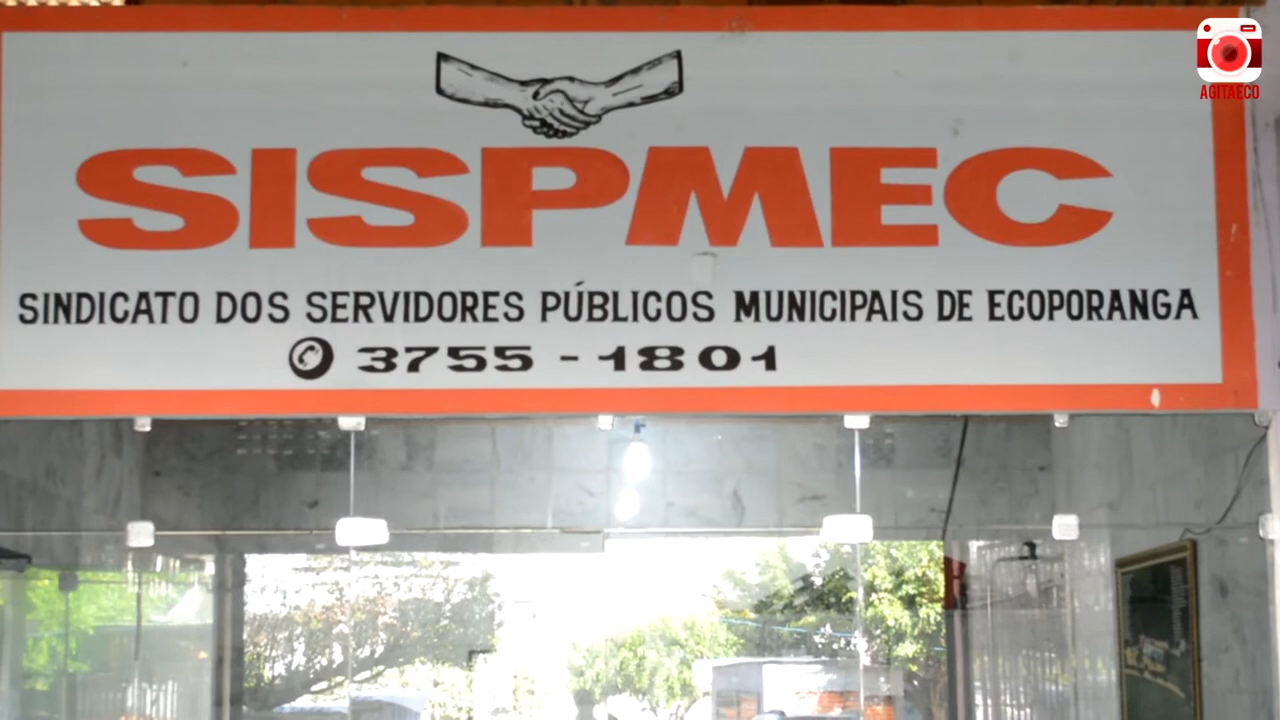 AGITAECO
SISPMEC
SINDICATO DOS SERVIDORES PÚBLICOS MUNICIPAIS DE ECOPORANGA
3755 - 1801